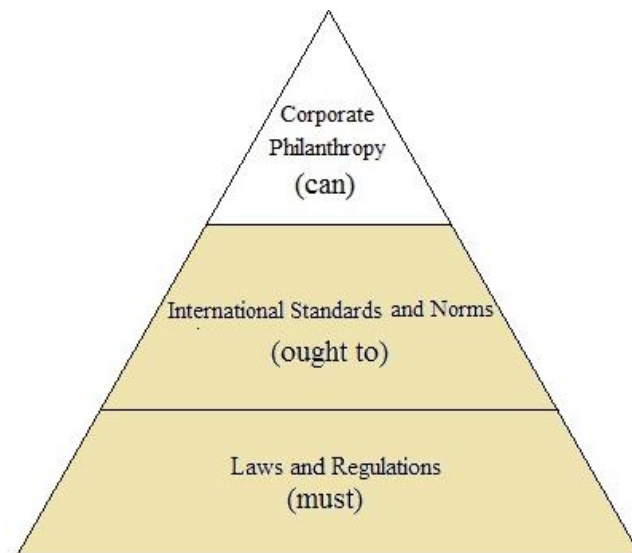 Corporate
Philanthropy
(can)
International Standards and Norms
(ought to)
Laws and Regulations
(must)